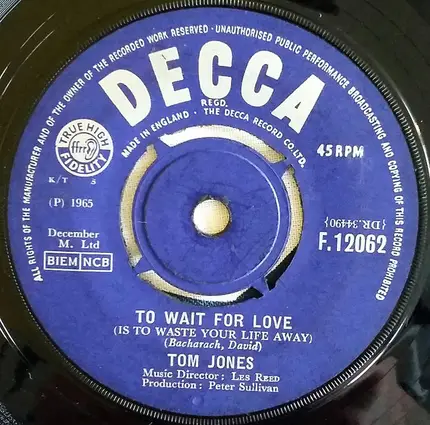 ALL RIGHTS OF THE MANUFACTURER AND OF THE OWNER OF THE RECORDED WORK RESERVED · UNAUTHORISED PUBLIC PERFORMANCE BROADCASTING AND COPYING OF THIS RECORD PROHIBITED
DECCA
REGD.
MADE IN ENGLAND · THE DECCA RECORD CO. LTD.
TRUE HIGH
ffrr
FIDELITY
45 RPM
K/T 3
(P) 1965
December
M. Ltd
BIEM NCB
{DR.34490}
F.12062
TO WAIT FOR LOVE
(IS TO WASTE YOUR LIFE AWAY)
(Bacharach, David)
TOM JONES
Music Director : LES REED
Production : Peter Sullivan